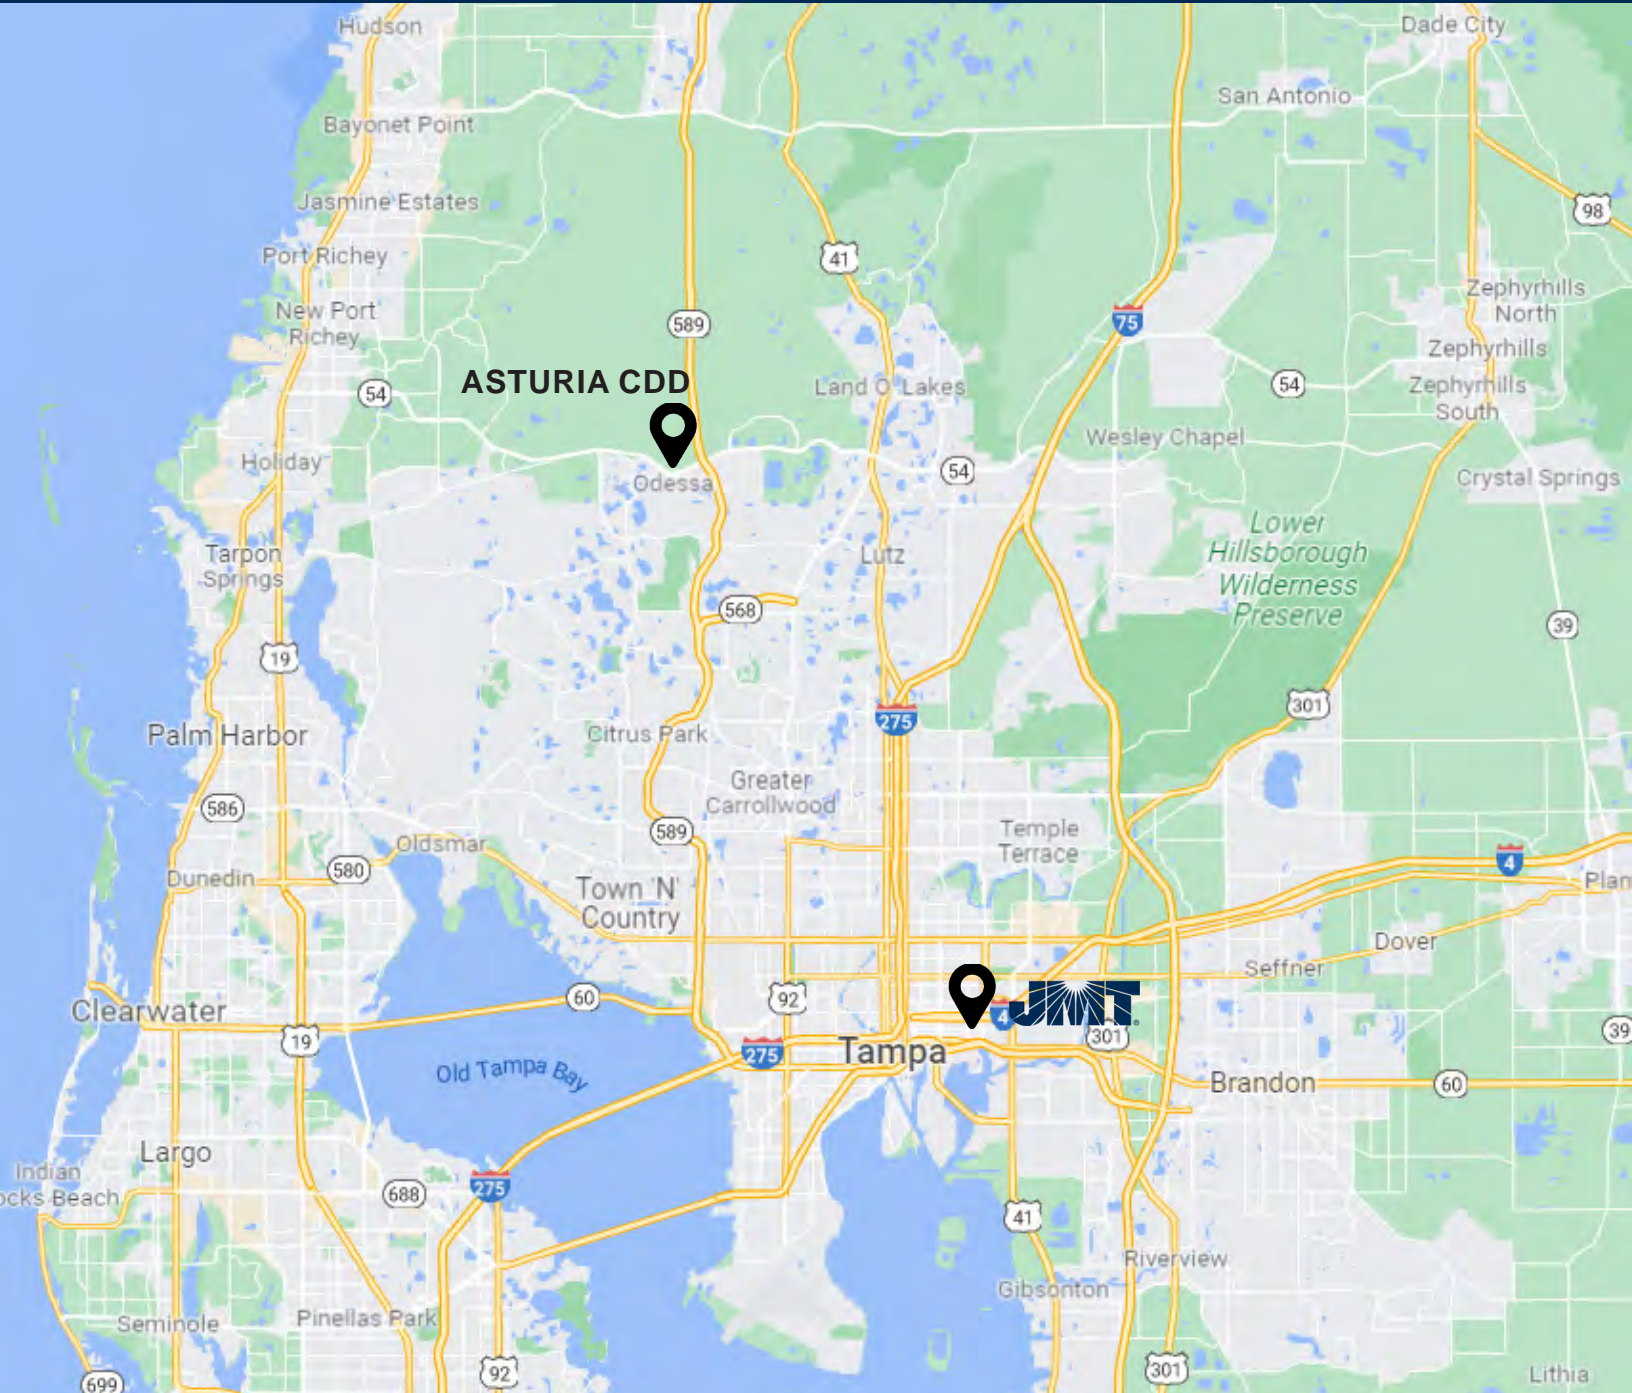 Hudson
Dade City
San Antonio
Bayonet Point
Jasmine Estates
98
Port Richey
41
Zephyrhills
North
New Port
Richey
589
75
Zephyrhills
ASTURIA CDD
54
Land O' Lakes
54
Zephyrhills
South
Wesley Chapel
Holiday
54
Odessa
Crystal Springs
Lower
Hillsborough
Wilderness
Preserve
Tarpon
Springs
Lutz
568
39
19
301
275
Palm Harbor
Citrus Park
Greater
Carrollwood
586
589
Temple
Terrace
Oldsmar
4
580
Dunedin
Plan
Town 'N'
Country
Dover
Seffner
60
92
Clearwater
4
JMT
19
301
39
275
Tampa
Old Tampa Bay
Brandon
60
Largo
Indian
ocks Beach
275
688
41
Riverview
Gibsonton
Seminole
Pinellas Park
92
301
Lithia
699